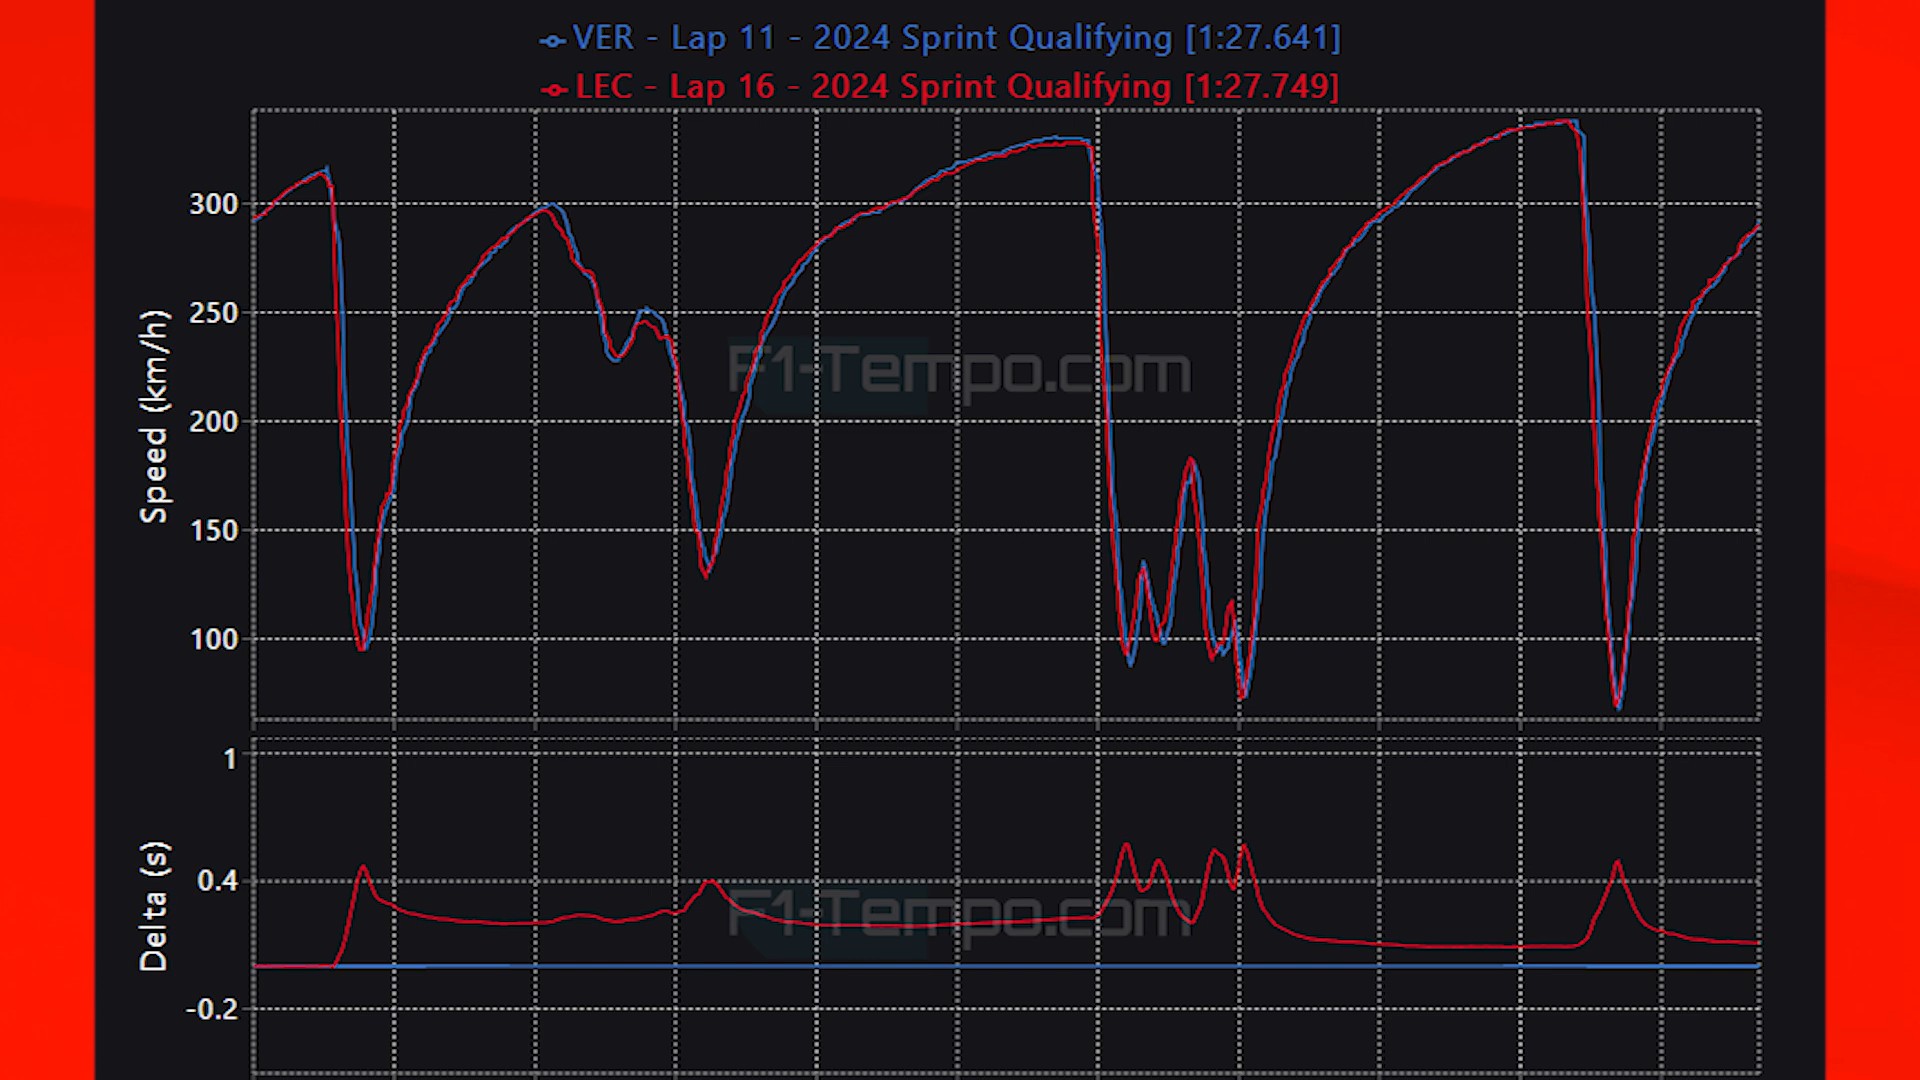 VER - Lap 11 - 2024 Sprint Qualifying [1:27.641]
LEC - Lap 16 - 2024 Sprint Qualifying [1:27.749]
300
250
200
150
100
Speed (km/h)
F1-Tempo.com
1
0.4
-0.2
Delta (s)
F1-Tempo.com